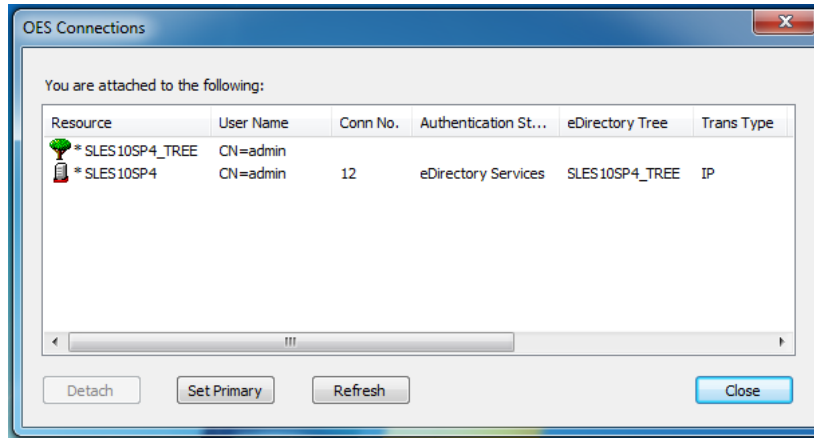 OES Connections
You are attached to the following:
Resource User Name Conn No. Authentication St... eDirectory Tree Trans Type
* SLES10SP4_TREE CN=admin
* SLES10SP4 CN=admin 12 eDirectory Services SLES10SP4_TREE IP
Detach Set Primary Refresh Close